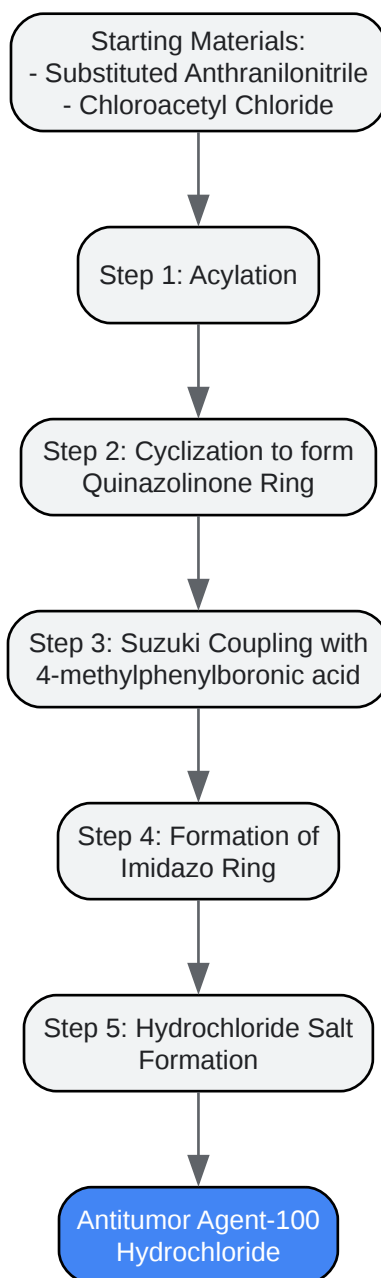 Starting Materials:
- Substituted Anthranilonitrile
- Chloroacetyl Chloride
Step 1: Acylation
Step 2: Cyclization to form
Quinazolinone Ring
Step 3: Suzuki Coupling with
4-methylphenylboronic acid
Step 4: Formation of
Imidazo Ring
Step 5: Hydrochloride Salt
Formation
Antitumor Agent-100
Hydrochloride